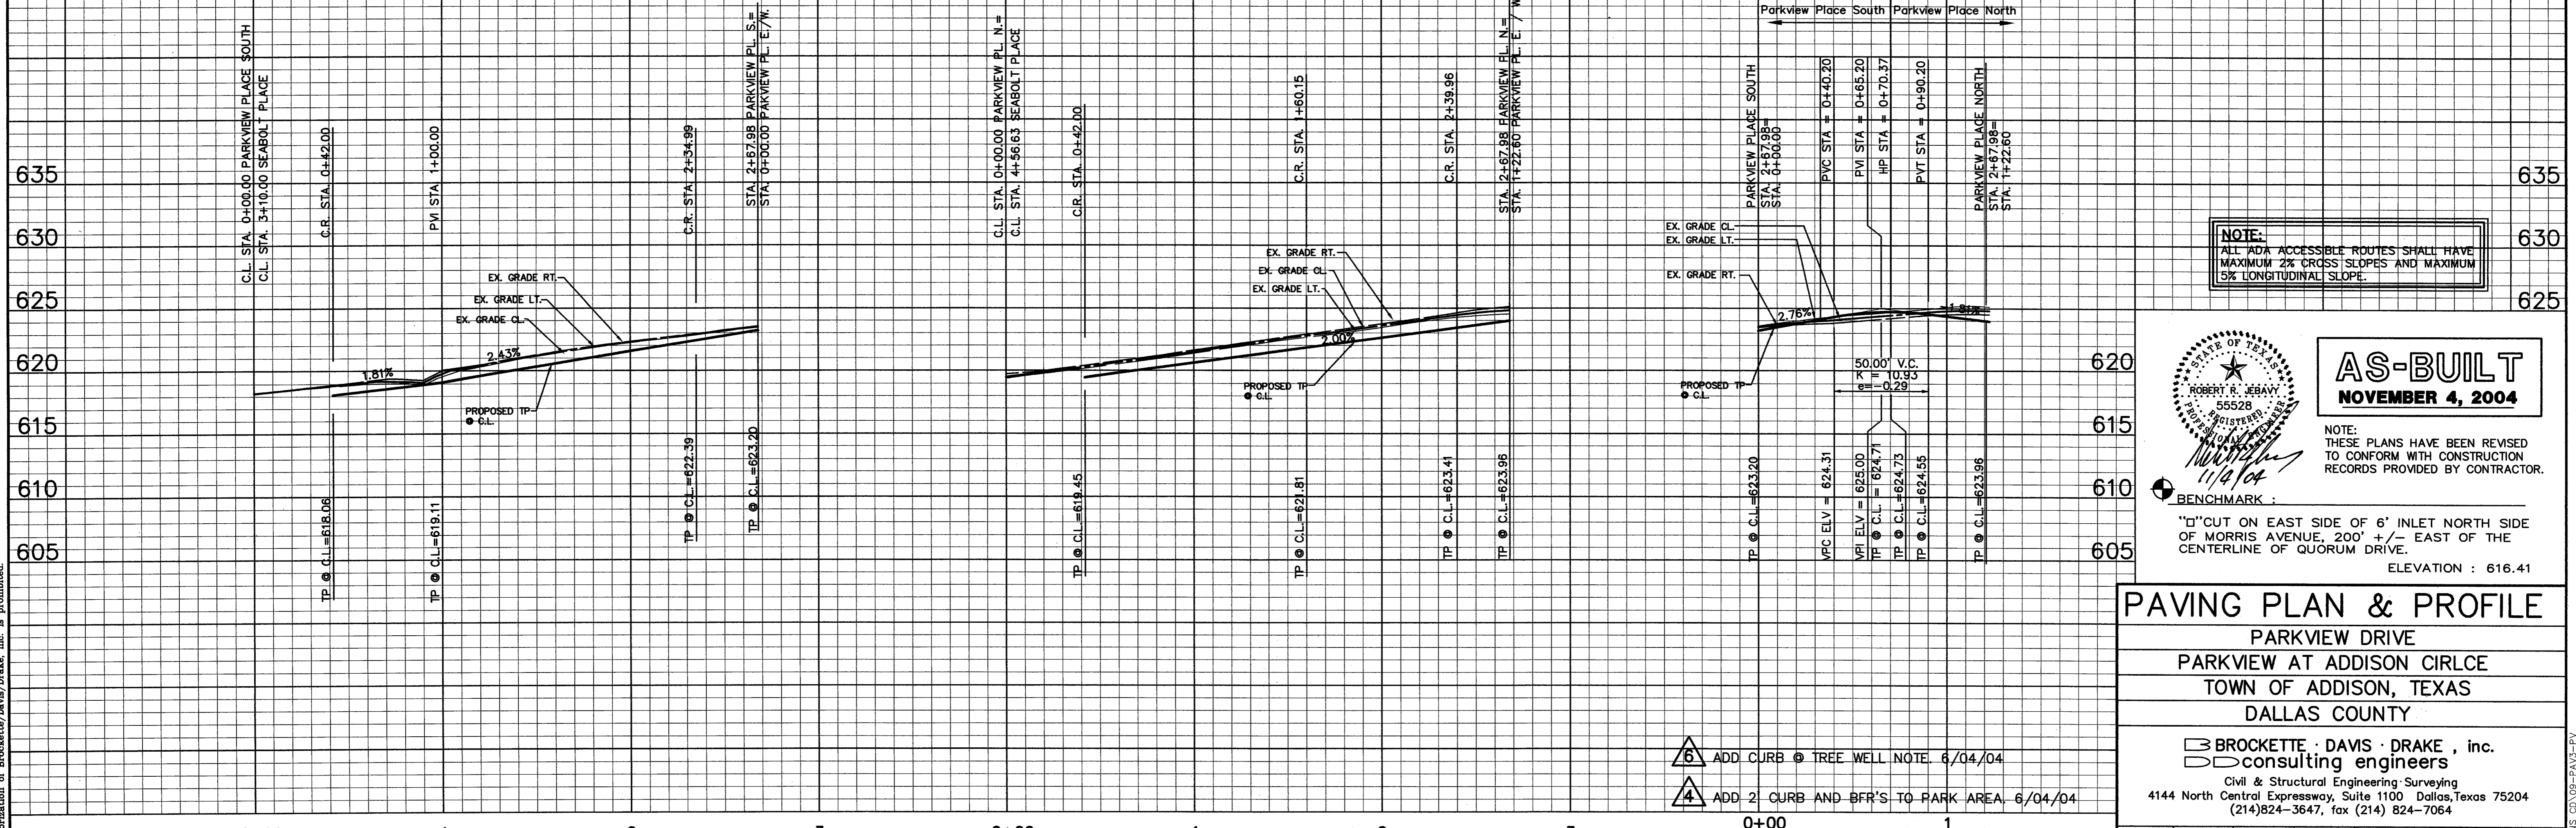 Parkview Place South Parkview Place North
C.L. STA. 0+00.00 PARKVIEW PLACE SOUTH
C.L. STA. 3+10.00 SEABOLT PLACE
C.R. STA. 0+42.00
PVI STA. 1+00.00
C.R. STA. 2+34.99
STA. 2+67.98 PARKVIEW PL. S.=
STA. 0+00.00 PAKVIEW PL. E./W.
C.L. STA. 0+00.00 PARKVIEW PL. N.=
C.L. STA. 4+56.63 SEABOLT PLACE
C.R. STA. 0+42.00
C.R. STA. 1+60.15
C.R. STA. 2+39.96
STA. 2+67.98 PARKVIEW PL. N.=
STA. 1+22.60 PARKVIEW PL. E. / W
PARKVIEW PLACE SOUTH
STA. 2+67.98=
STA. 0+00.00
PVC STA = 0+40.20
PVI STA = 0+65.20
HP STA = 0+70.37
PVT STA = 0+90.20
PARKVIEW PLACE NORTH
STA. 2+67.98=
STA. 1+22.60
635
630
625
620
615
610
605
EX. GRADE RT.
EX. GRADE LT.
EX. GRADE CL.
1.81%
2.43%
PROPOSED TP
@ C.L.
TP @ C.L.=618.06
TP @ C.L.=619.11
TP @ C.L.=622.39
TP @ C.L.=623.20
EX. GRADE RT.
EX. GRADE CL.
EX. GRADE LT.
2.00%
PROPOSED TP
@ C.L.
TP @ C.L.=619.45
TP @ C.L.=621.81
TP @ C.L.=623.41
TP @ C.L.=623.96
EX. GRADE CL.
EX. GRADE LT.
EX. GRADE RT.
2.76%
1.81%
50.00' V.C.
K = 10.93
e=-0.29
PROPOSED TP
@ C.L.
TP @ C.L.=623.20
VPC ELV = 624.31
VPI ELV = 625.00
TP @ C.L. = 624.71
TP @ C.L.=624.73
TP @ C.L.=624.55
TP @ C.L.=623.96
635
630
625
620
615
610
605
NOTE:
ALL ADA ACCESSIBLE ROUTES SHALL HAVE
MAXIMUM 2% CROSS SLOPES AND MAXIMUM
5% LONGITUDINAL SLOPE.
STATE OF TEXAS
ROBERT R. JEBAVY
55528
REGISTERED
PROFESSIONAL ENGINEER
11/4/04
AS-BUILT
NOVEMBER 4, 2004
NOTE:
THESE PLANS HAVE BEEN REVISED
TO CONFORM WITH CONSTRUCTION
RECORDS PROVIDED BY CONTRACTOR.
BENCHMARK :
"□"CUT ON EAST SIDE OF 6' INLET NORTH SIDE
OF MORRIS AVENUE, 200' +/- EAST OF THE
CENTERLINE OF QUORUM DRIVE.
ELEVATION : 616.41
PAVING PLAN & PROFILE
PARKVIEW DRIVE
PARKVIEW AT ADDISON CIRLCE
TOWN OF ADDISON, TEXAS
DALLAS COUNTY
BROCKETTE · DAVIS · DRAKE , inc.
consulting engineers
Civil & Structural Engineering·Surveying
4144 North Central Expressway, Suite 1100 Dallas,Texas 75204
(214)824-3647, fax (214) 824-7064
6 ADD CURB @ TREE WELL NOTE. 6/04/04
4 ADD 2' CURB AND BFR'S TO PARK AREA. 6/04/04
0+00 1